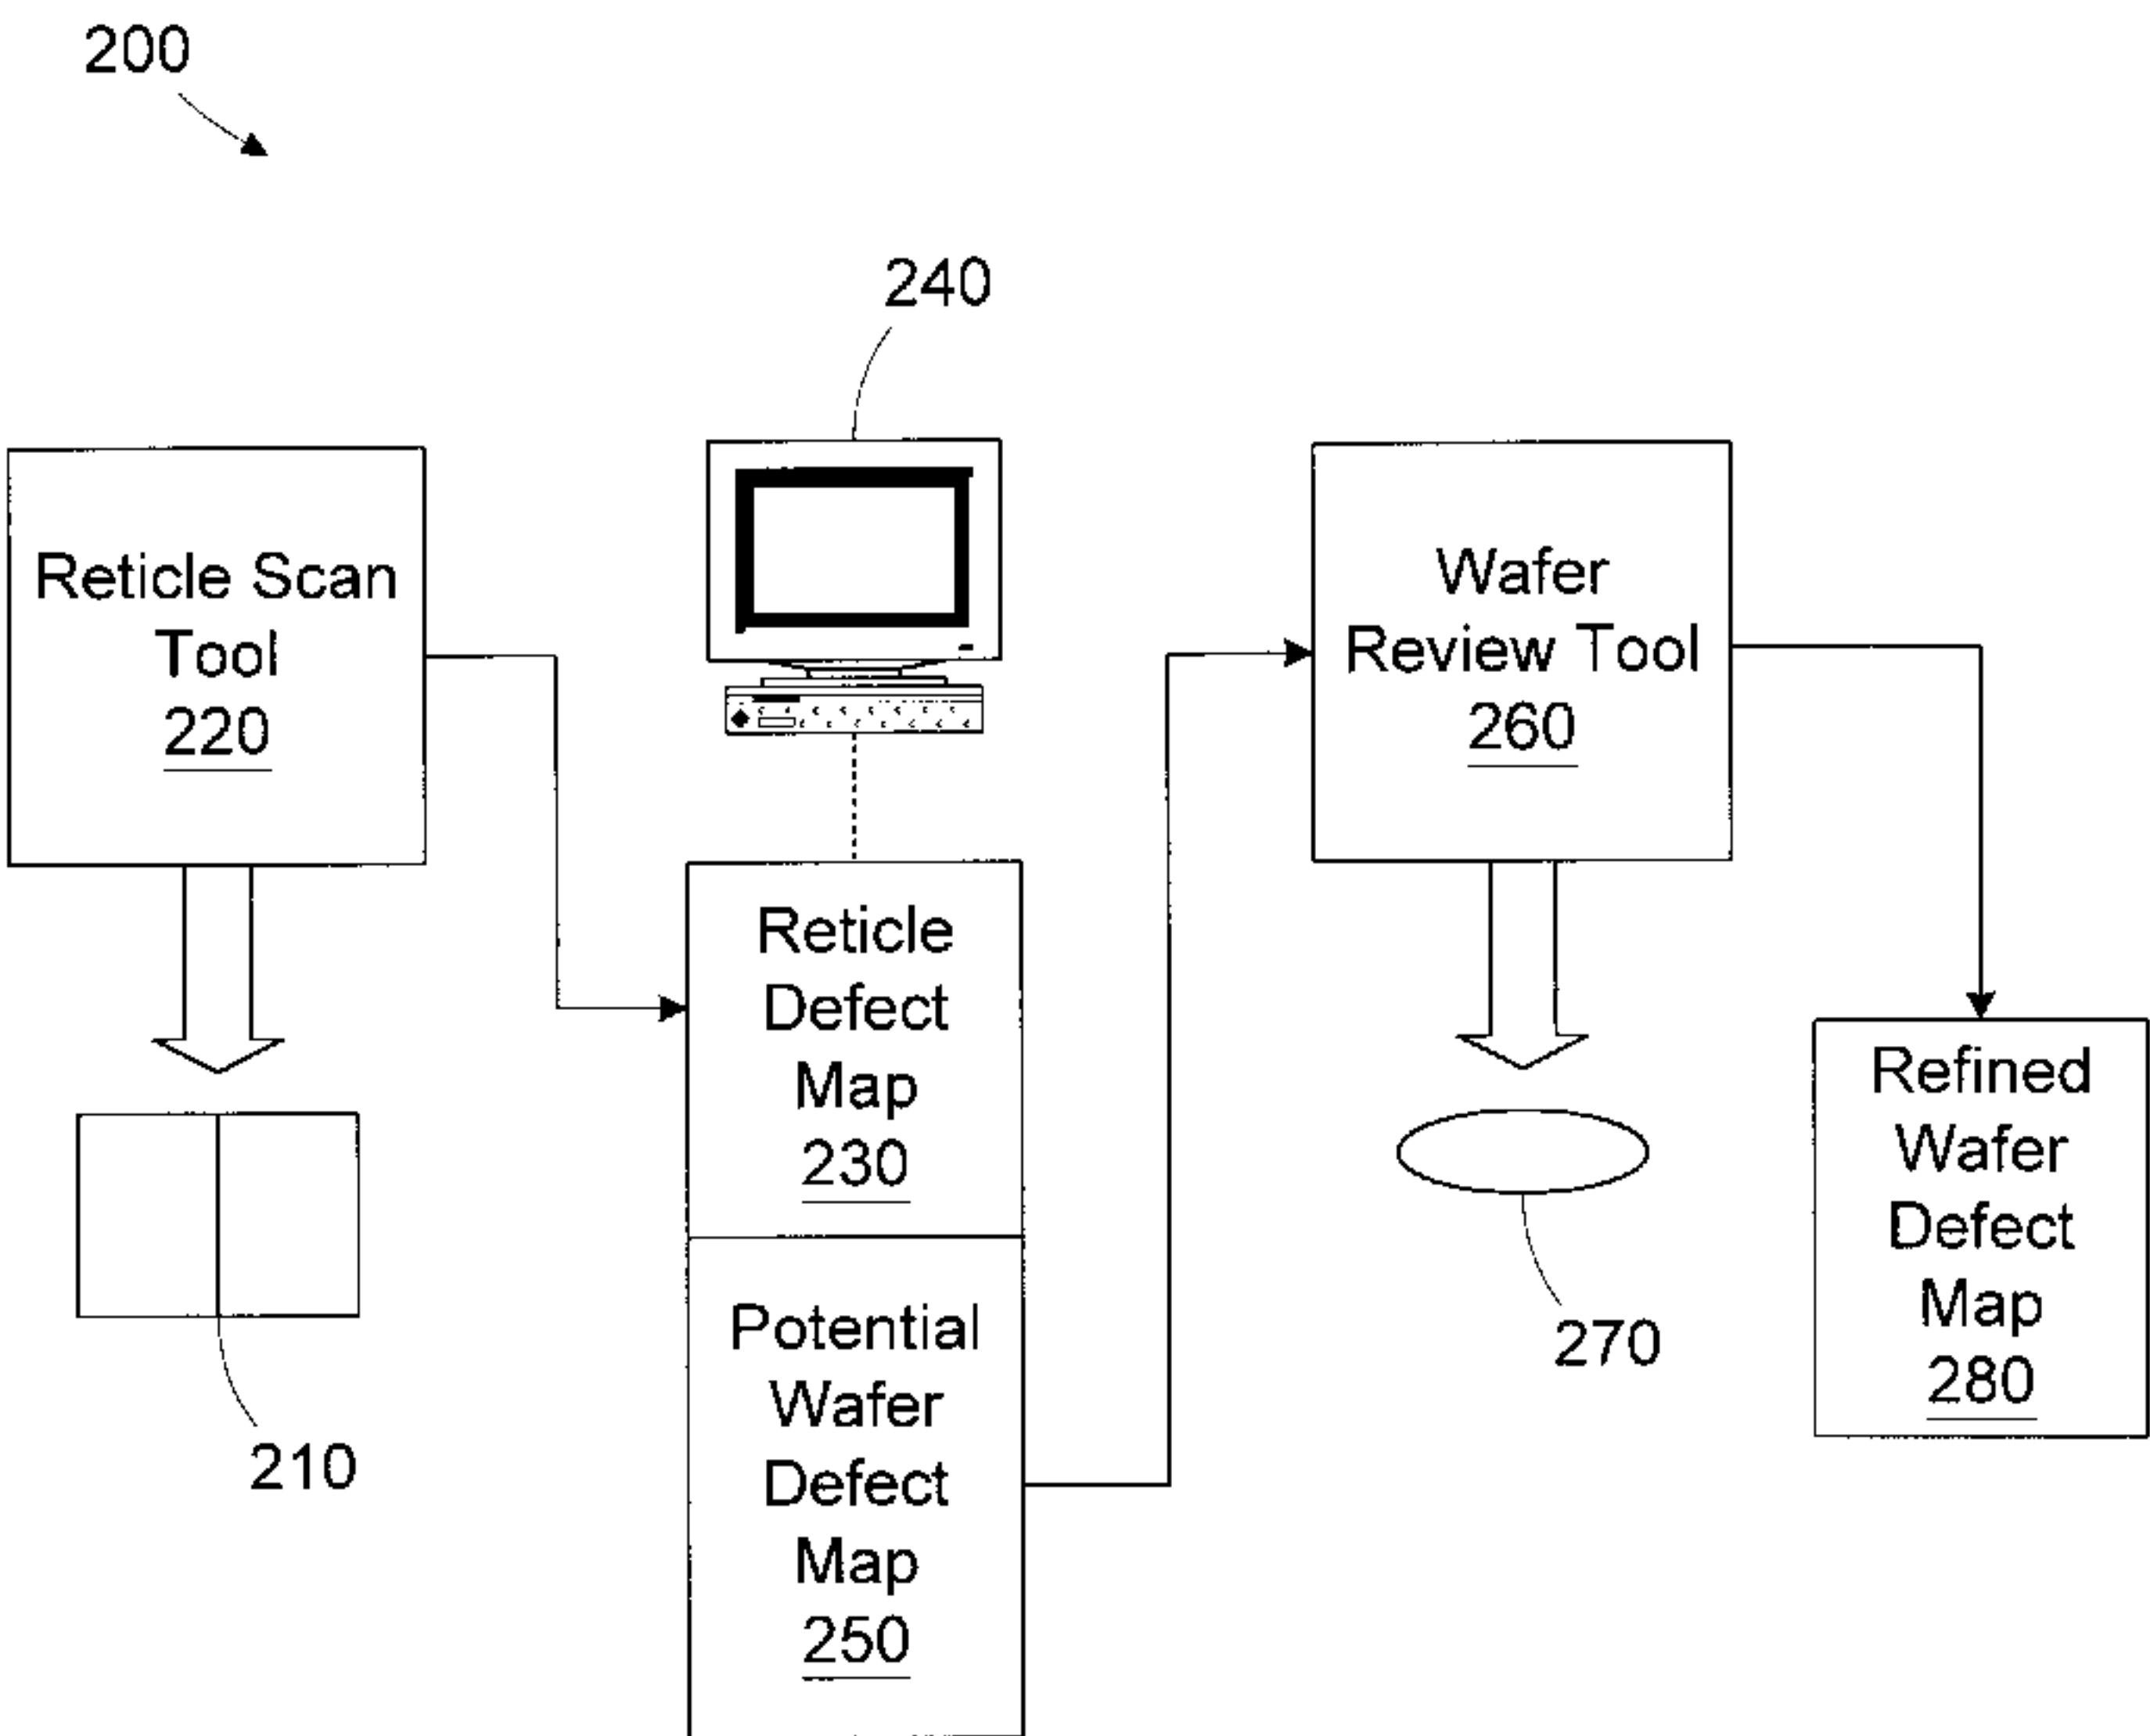 200
240
Reticle Scan
Tool
220
Wafer
Review Tool
260
Reticle
Defect
Map
230
Potential
Wafer
Defect
Map
250
Refined
Wafer
Defect
Map
280
210
270